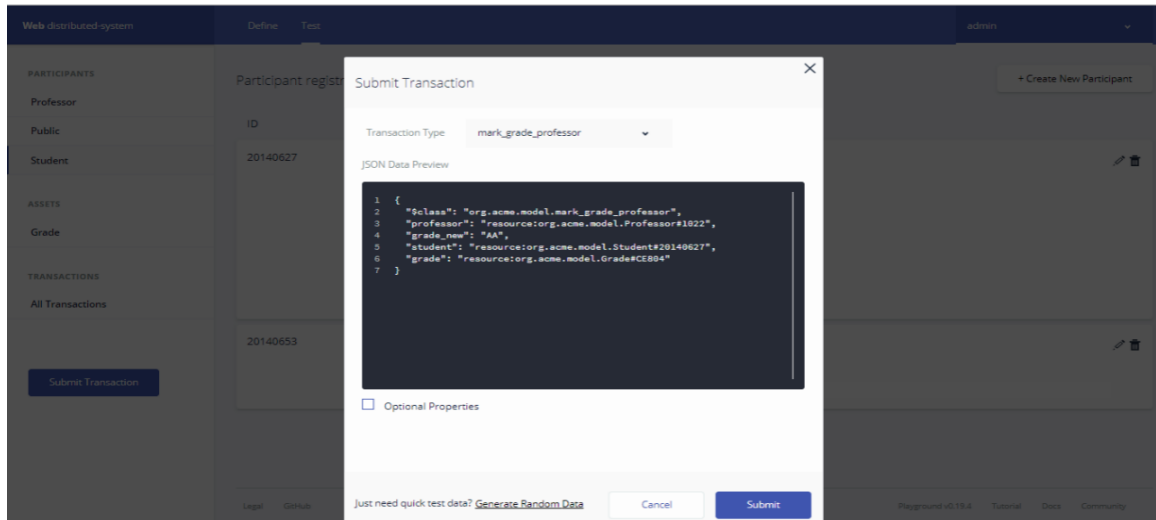 Web distributed-system
Define Test
admin
PARTICIPANTS
Professor
Public
Student
ASSETS
Grade
TRANSACTIONS
All Transactions
Submit Transaction
Participant registr
+ Create New Participant
ID
20140627
20140653
Submit Transaction
Transaction Type mark_grade_professor
JSON Data Preview
1 {
2 "$class": "org.acme.model.mark_grade_professor",
3 "professor": "resource:org.acme.model.Professor#1022",
4 "grade_new": "AA",
5 "student": "resource:org.acme.model.Student#20140627",
6 "grade": "resource:org.acme.model.Grade#CE804"
7 }
Optional Properties
Just need quick test data? Generate Random Data
Cancel
Submit
Legal GitHub
Playground v0.19.4 Tutorial Docs Community